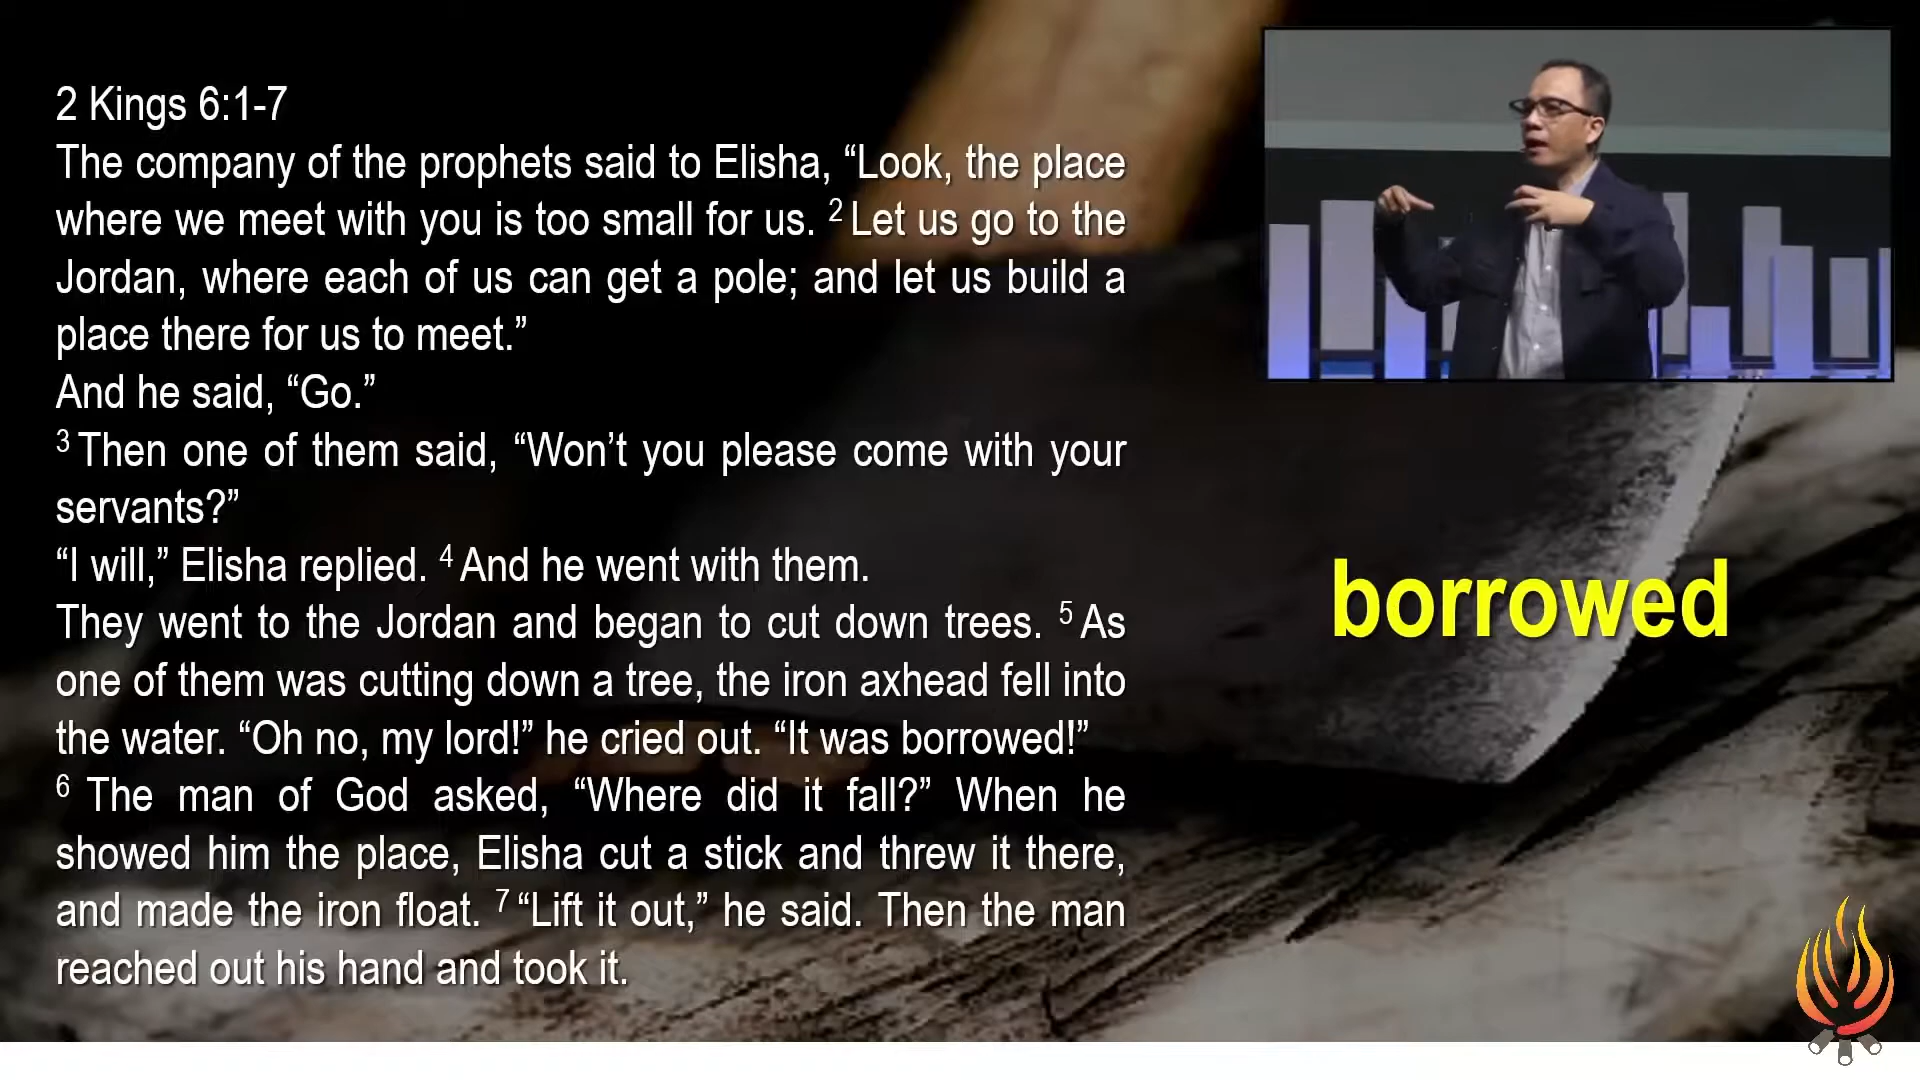 2 Kings 6:1-7
The company of the prophets said to Elisha, “Look, the place
where we meet with you is too small for us. 2 Let us go to the
Jordan, where each of us can get a pole; and let us build a
place there for us to meet.”
And he said, “Go.”
3 Then one of them said, “Won’t you please come with your
servants?”
“I will,” Elisha replied. 4 And he went with them.
They went to the Jordan and began to cut down trees. 5 As
one of them was cutting down a tree, the iron axhead fell into
the water. “Oh no, my lord!” he cried out. “It was borrowed!”
6 The man of God asked, “Where did it fall?” When he
showed him the place, Elisha cut a stick and threw it there,
and made the iron float. 7 “Lift it out,” he said. Then the man
reached out his hand and took it.
borrowed